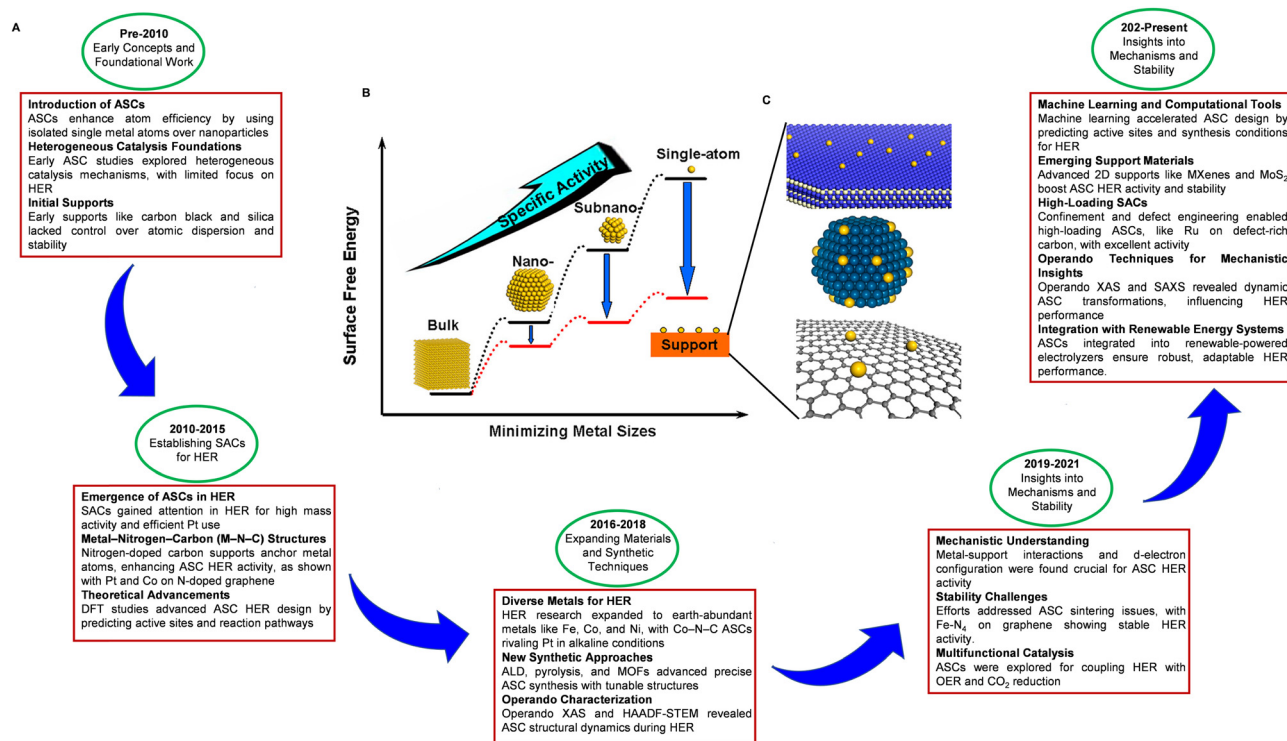 A
Pre-2010
Early Concepts and
Foundational Work
Introduction of ASCs
ASCs enhance atom efficiency by using
isolated single metal atoms over nanoparticles
Heterogeneous Catalysis Foundations
Early ASC studies explored heterogeneous
catalysis mechanisms, with limited focus on
HER
Initial Supports
Early supports like carbon black and silica
lacked control over atomic dispersion and
stability
2010-2015
Establishing SACs
for HER
Emergence of ASCs in HER
SACs gained attention in HER for high mass
activity and efficient Pt use
Metal–Nitrogen–Carbon (M–N–C) Structures
Nitrogen-doped carbon supports anchor metal
atoms, enhancing ASC HER activity, as shown
with Pt and Co on N-doped graphene
Theoretical Advancements
DFT studies advanced ASC HER design by
predicting active sites and reaction pathways
2016-2018
Expanding Materials
and Synthetic
Techniques
Diverse Metals for HER
HER research expanded to earth-abundant
metals like Fe, Co, and Ni, with Co–N–C ASCs
rivaling Pt in alkaline conditions
New Synthetic Approaches
ALD, pyrolysis, and MOFs advanced precise
ASC synthesis with tunable structures
Operando Characterization
Operando XAS and HAADF-STEM revealed
ASC structural dynamics during HER
2019-2021
Insights into
Mechanisms and
Stability
Mechanistic Understanding
Metal-support interactions and d-electron
configuration were found crucial for ASC HER
activity
Stability Challenges
Efforts addressed ASC sintering issues, with
Fe-N₄ on graphene showing stable HER
activity.
Multifunctional Catalysis
ASCs were explored for coupling HER with
OER and CO₂ reduction
202-Present
Insights into
Mechanisms and
Stability
Machine Learning and Computational Tools
Machine learning accelerated ASC design by
predicting active sites and synthesis conditions
for HER
Emerging Support Materials
Advanced 2D supports like MXenes and MoS₂
boost ASC HER activity and stability
High-Loading SACs
Confinement and defect engineering enabled
high-loading ASCs, like Ru on defect-rich
carbon, with excellent activity
Operando Techniques for Mechanistic
Insights
Operando XAS and SAXS revealed dynamic
ASC transformations, influencing HER
performance
Integration with Renewable Energy Systems
ASCs integrated into renewable-powered
electrolyzers ensure robust, adaptable HER
performance.
B
Surface Free Energy
Specific Activity
Bulk
Nano-
Subnano-
Single-atom
Support
Minimizing Metal Sizes
C